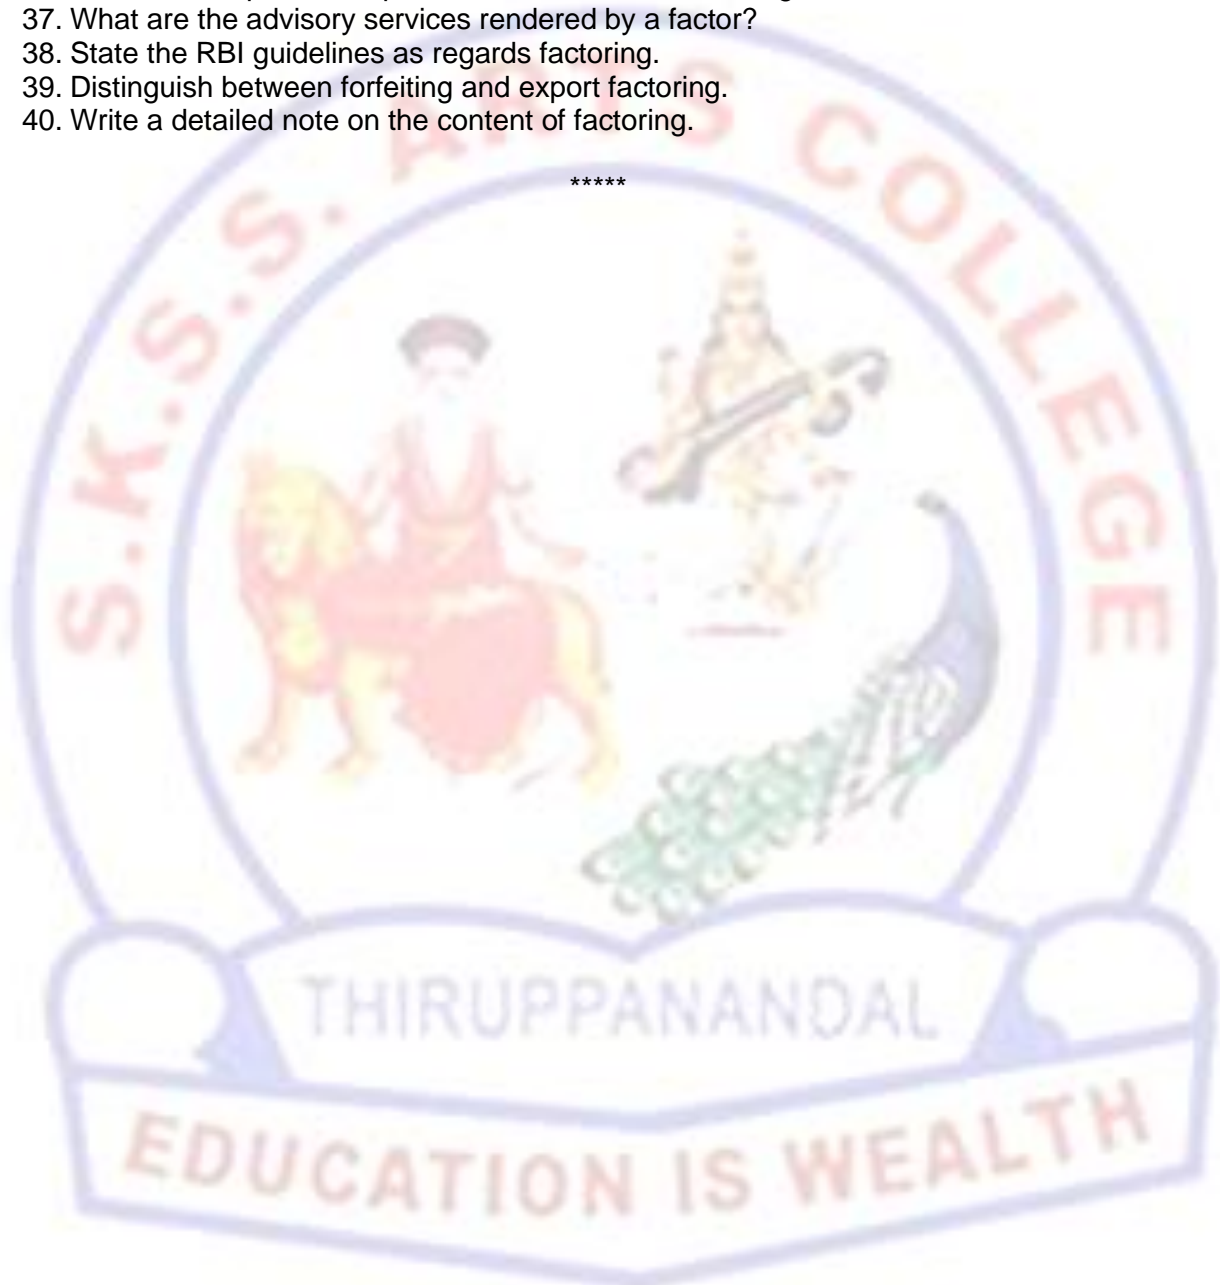 37. What are the advisory services rendered by a factor?
38. State the RBI guidelines as regards factoring.
39. Distinguish between forfeiting and export factoring.
40. Write a detailed note on the content of factoring.
*****
S.K.S.S. ARTS COLLEGE
THIRUPPANANDAL
EDUCATION IS WEALTH